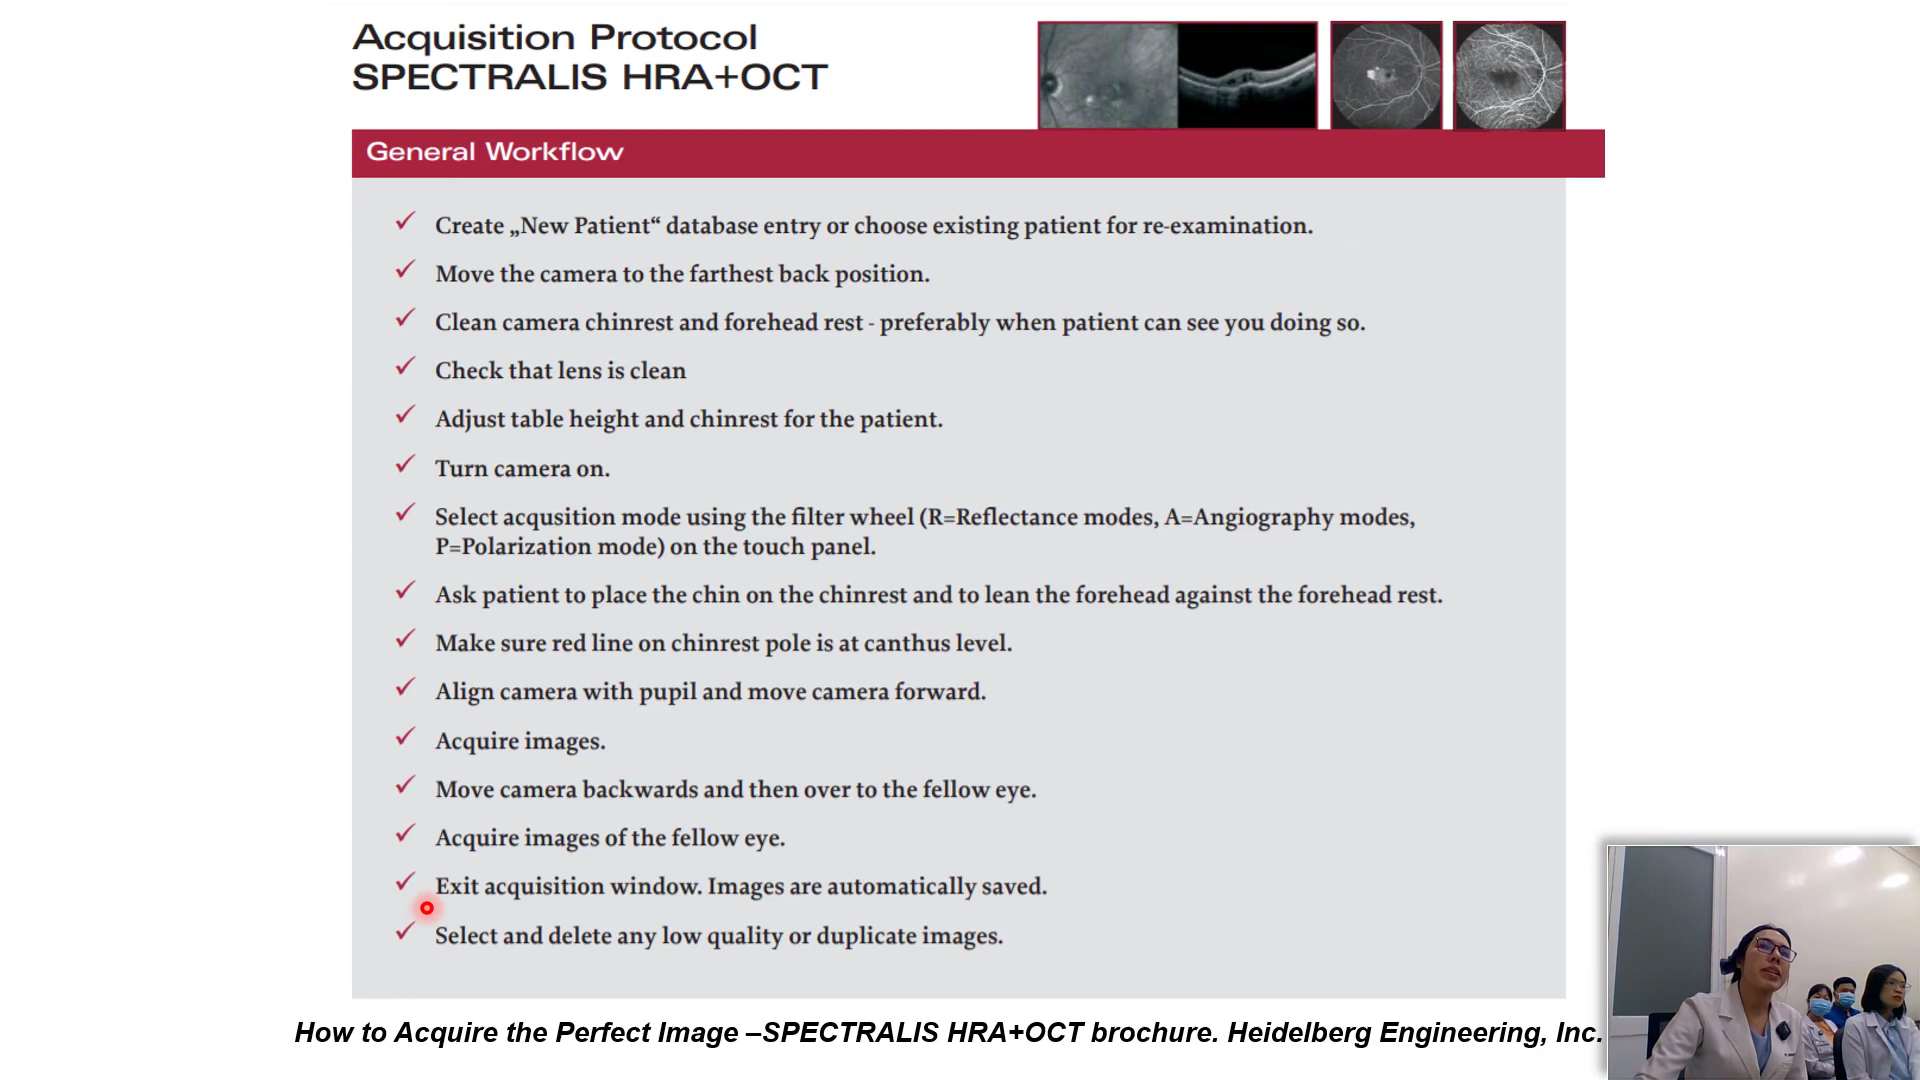 Acquisition Protocol
SPECTRALIS HRA+OCT
General Workflow
Create „New Patient“ database entry or choose existing patient for re-examination.
Move the camera to the farthest back position.
Clean camera chinrest and forehead rest - preferably when patient can see you doing so.
Check that lens is clean
Adjust table height and chinrest for the patient.
Turn camera on.
Select acqusition mode using the filter wheel (R=Reflectance modes, A=Angiography modes,
P=Polarization mode) on the touch panel.
Ask patient to place the chin on the chinrest and to lean the forehead against the forehead rest.
Make sure red line on chinrest pole is at canthus level.
Align camera with pupil and move camera forward.
Acquire images.
Move camera backwards and then over to the fellow eye.
Acquire images of the fellow eye.
Exit acquisition window. Images are automatically saved.
Select and delete any low quality or duplicate images.
How to Acquire the Perfect Image –SPECTRALIS HRA+OCT brochure. Heidelberg Engineering, Inc.